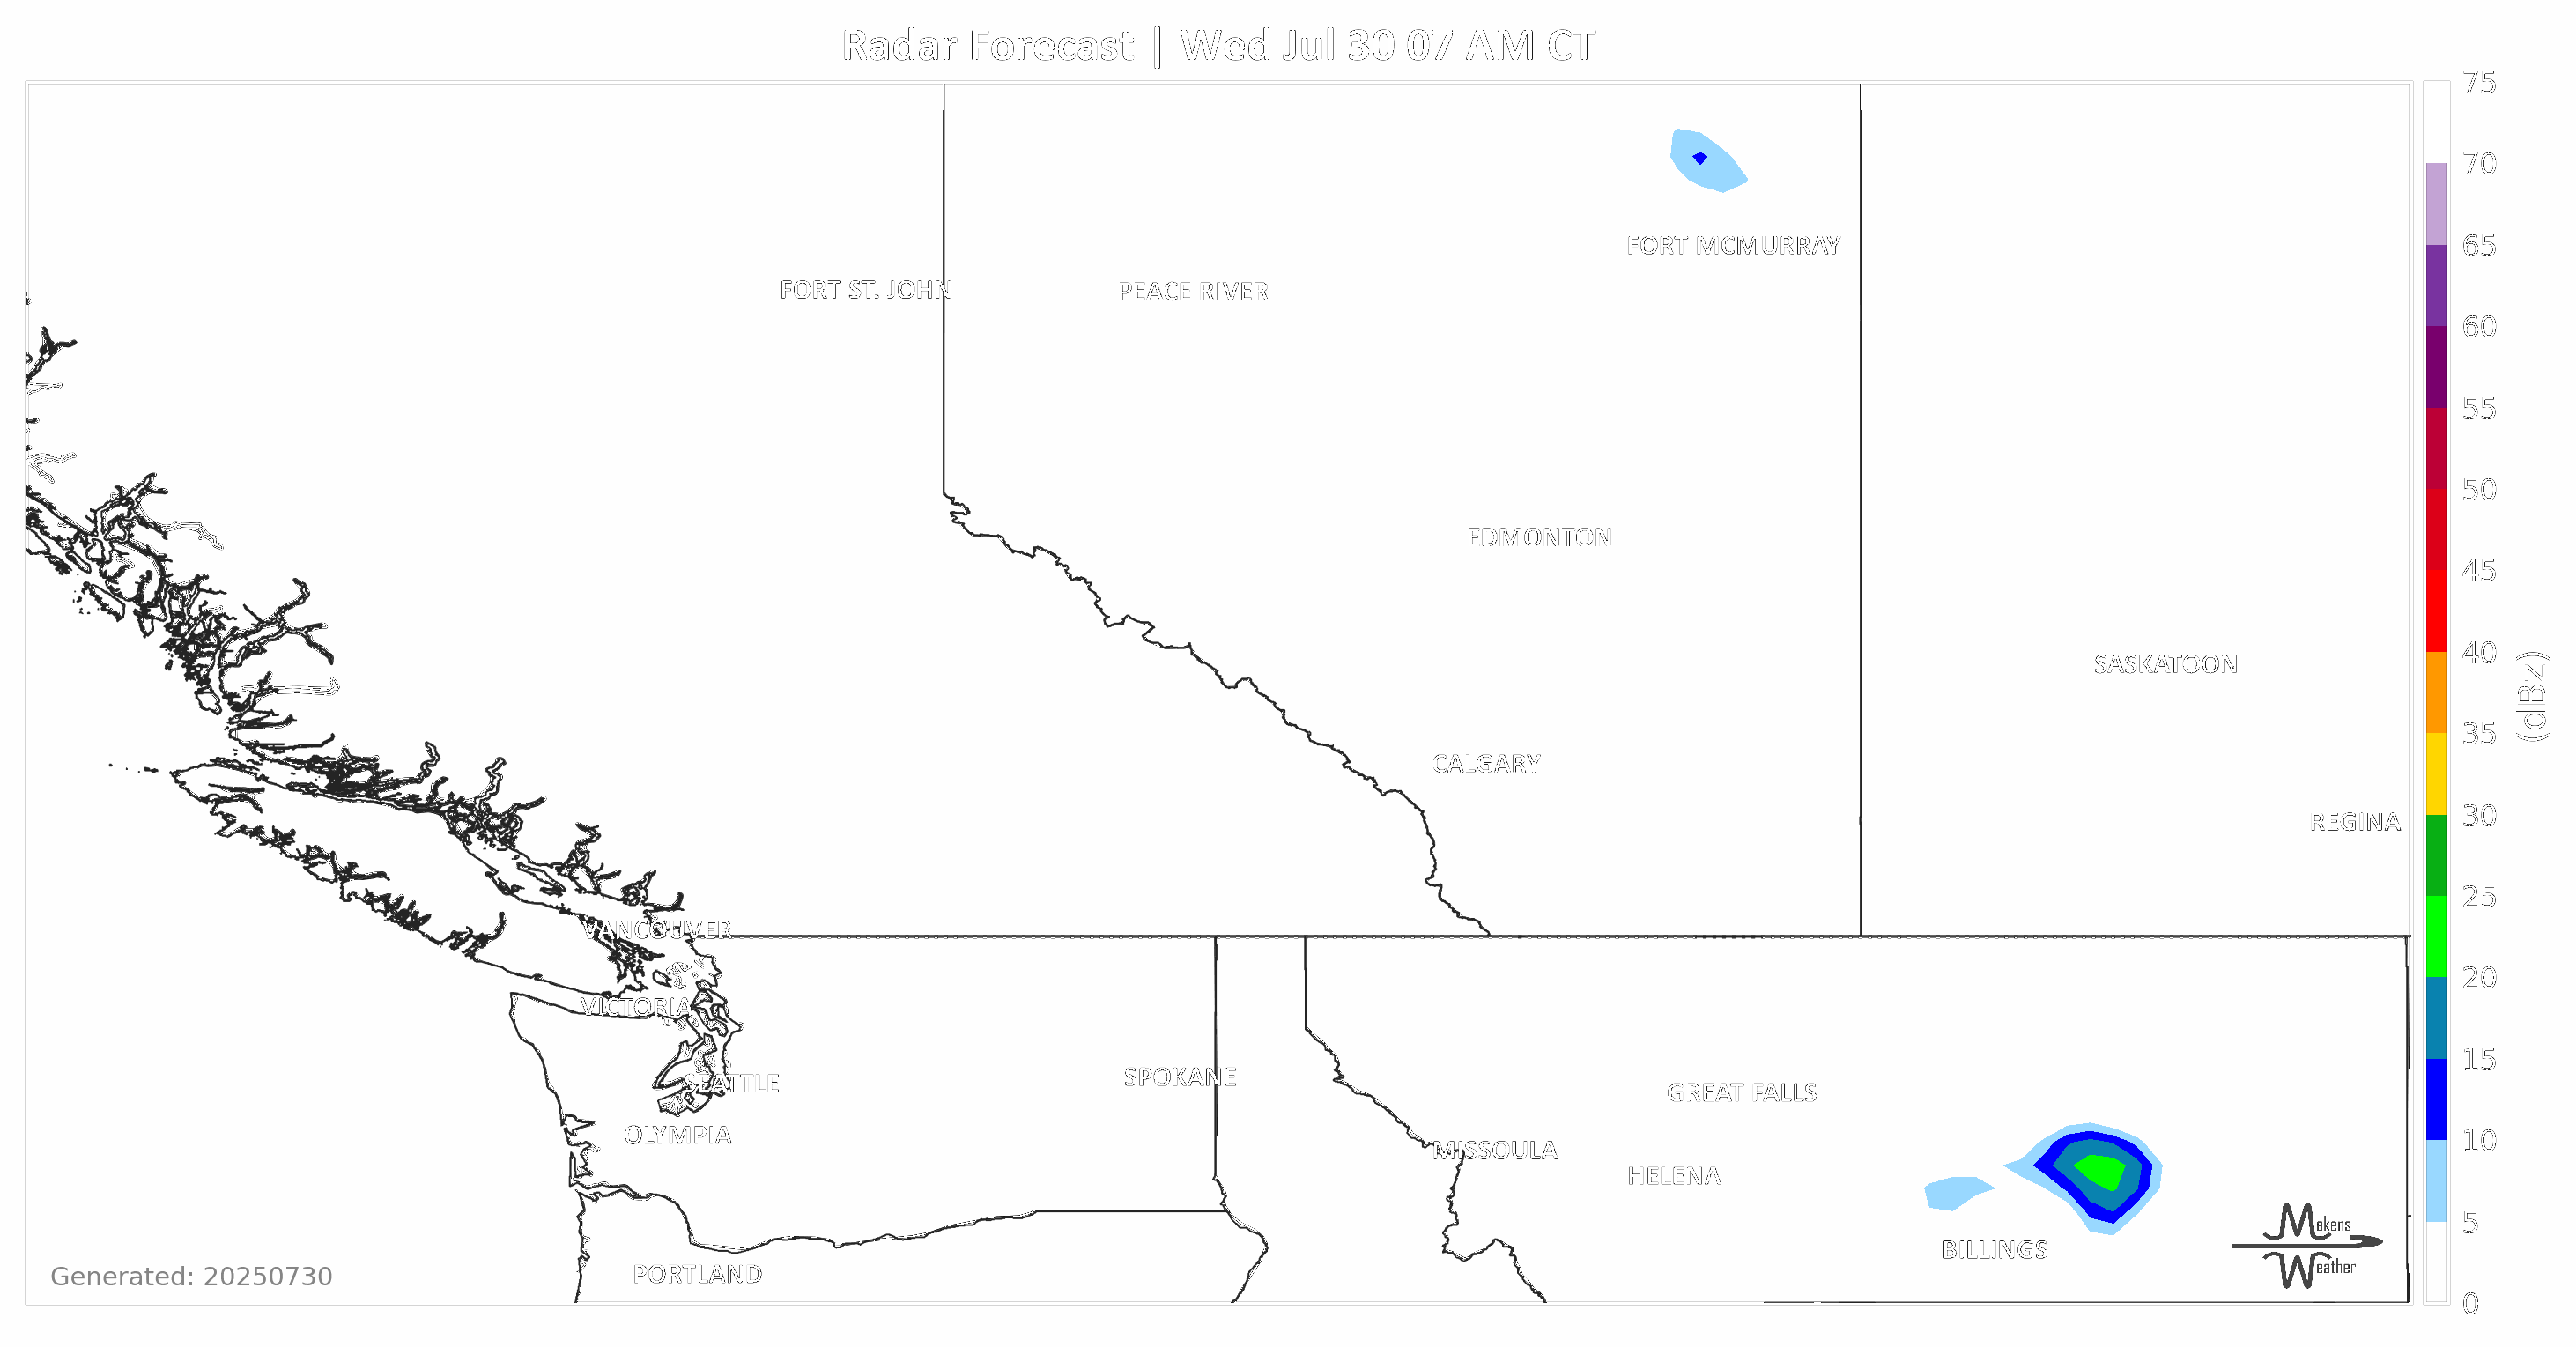 Radar Forecast | Wed Jul 30 07 AM CT
75
70
FORT MCMURRAY
65
FORT ST. JOHN
PEACE RIVER
60
55
50
EDMONTON
45
40
SASKATOON
(dBz)
35
CALGARY
30
REGINA
25
VANCOUVER
20
VICTORIA
15
SPOKANE
SEATTLE
GREAT FALLS
OLYMPIA
10
MISSOULA
HELENA
5
Makens
BILLINGS
Weather
PORTLAND
Generated: 20250730
0